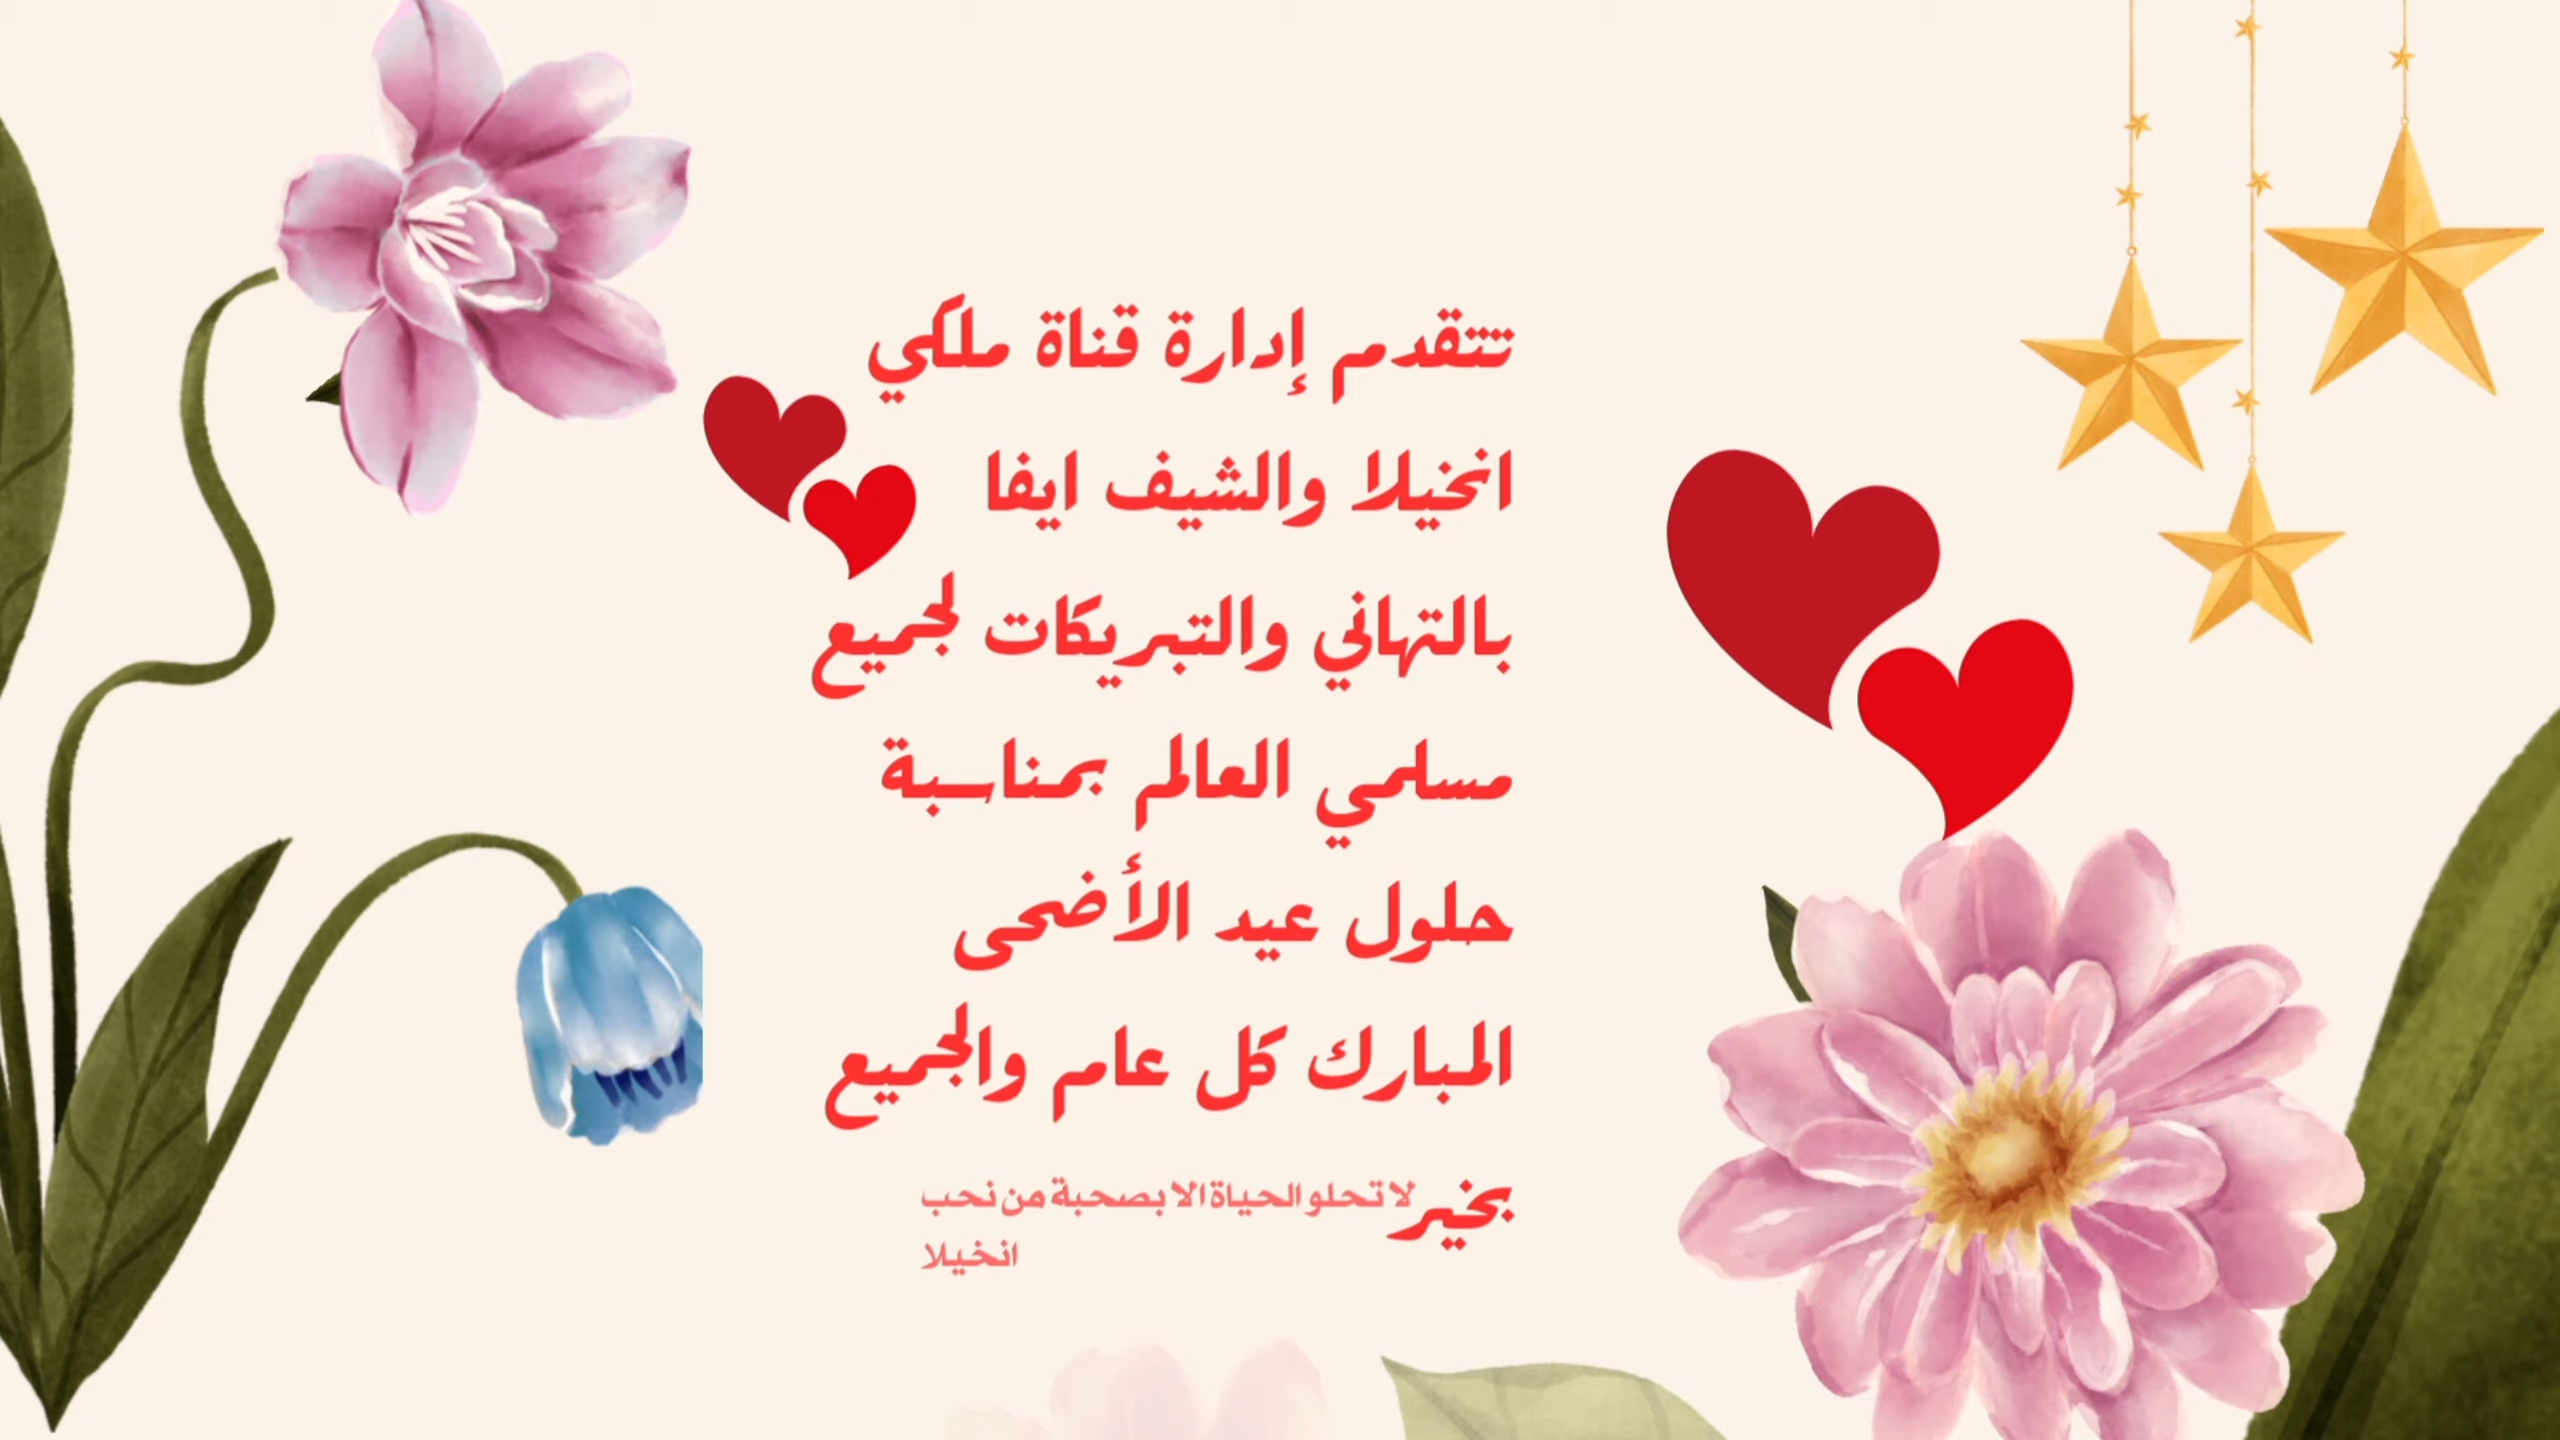 تتقدم إدارة قناة ملكي
انخيلا والشيف ايفا
بالتهاني والتبريكات لجميع
مسلمي العالم بمناسبة
حلول عيد الأضحى
المبارك كل عام والجميع
بخير
لا تحلو الحياة الا بصحبة من نحب
انخيلا